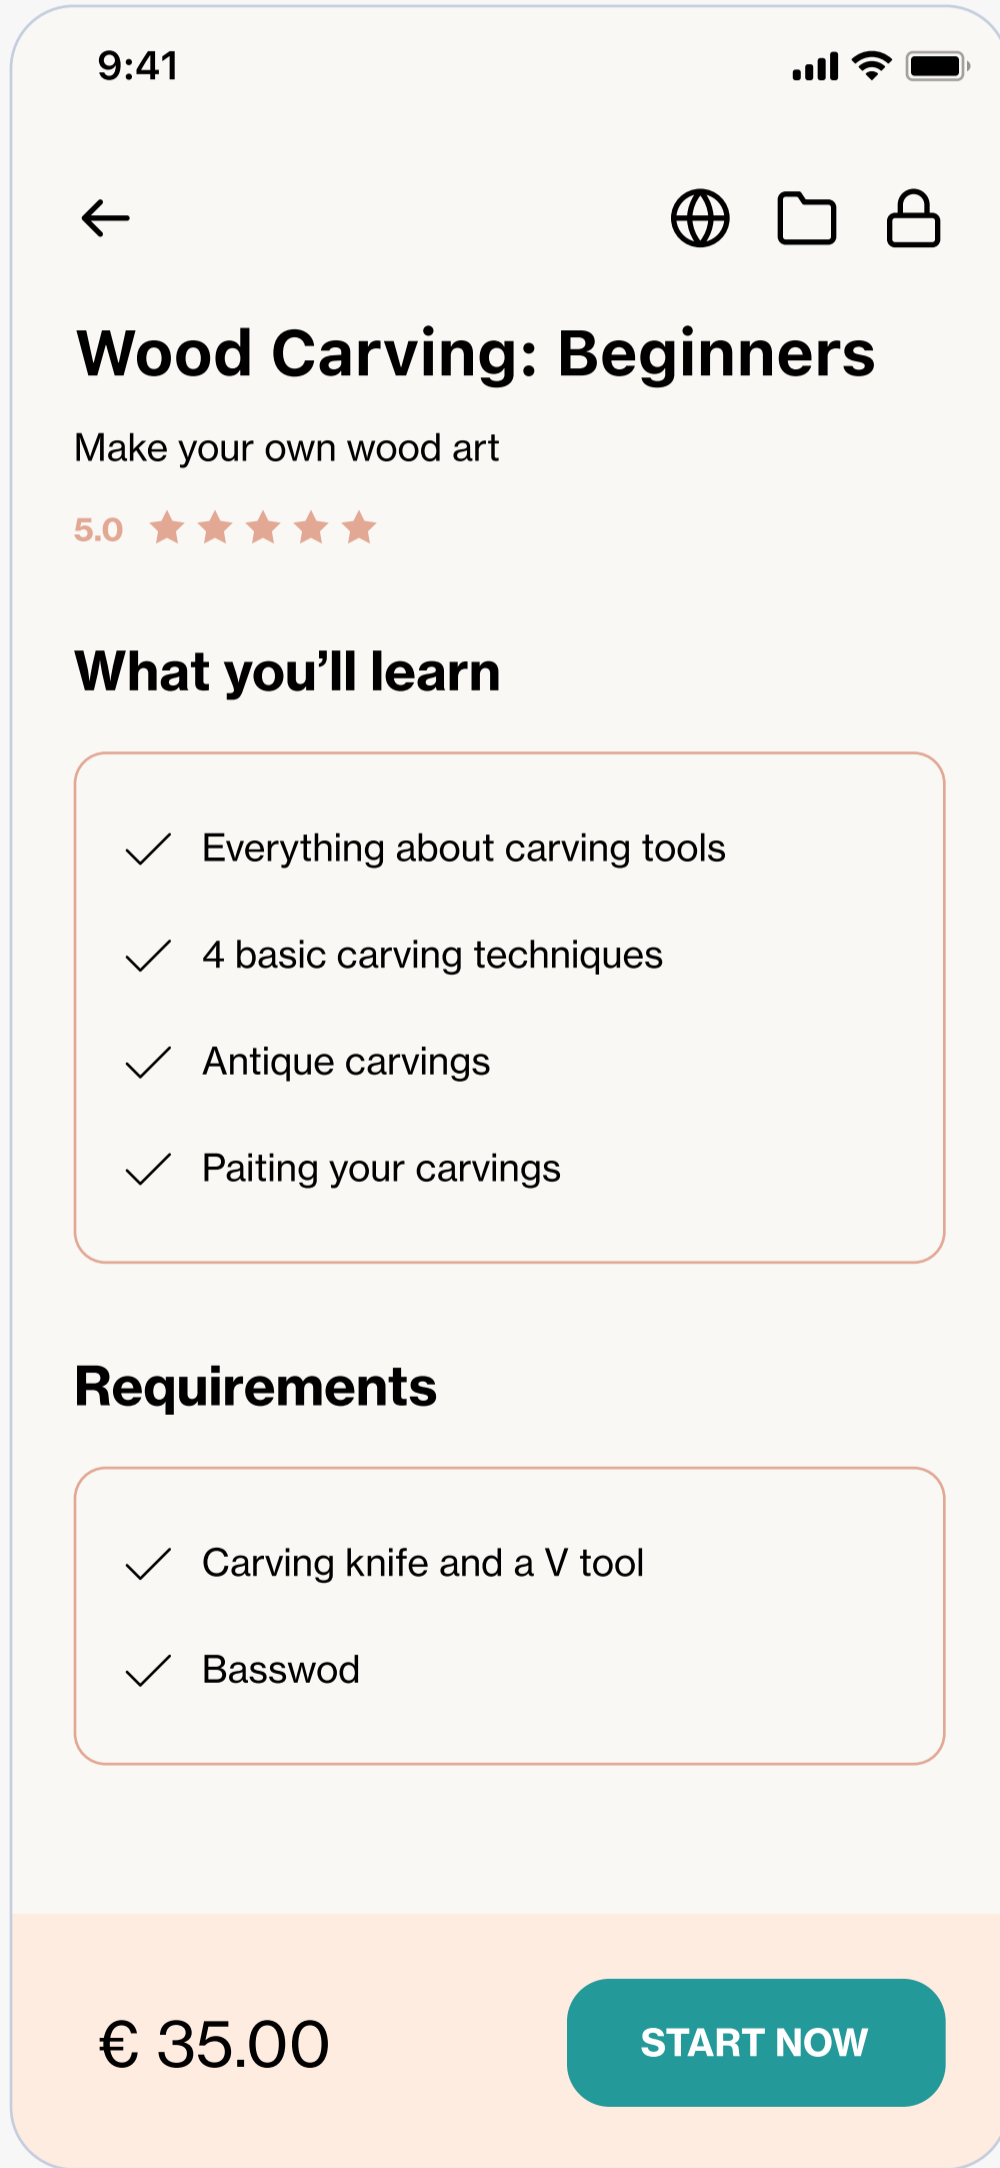 9:41
Wood Carving: Beginners
Make your own wood art
5.0
What you’ll learn
Everything about carving tools
4 basic carving techniques
Antique carvings
Paiting your carvings
Requirements
Carving knife and a V tool
Basswod
€ 35.00
START NOW